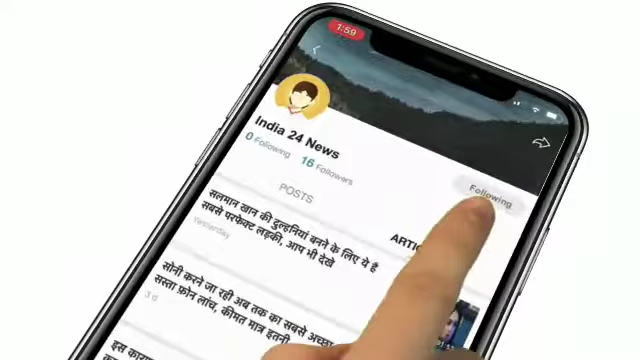 1:59
India 24 News
0 Following 16 Followers
Following
POSTS
सलमान खान की दुल्हनियां बनने के लिए ये है
सबसे परफेक्ट लड़की, आप भी देखे
Yesterday
सोनी करने जा रही अब तक का सबसे अच्छा
सस्ता फ़ोन लांच, कीमत मात्र इतनी
3 d
इस